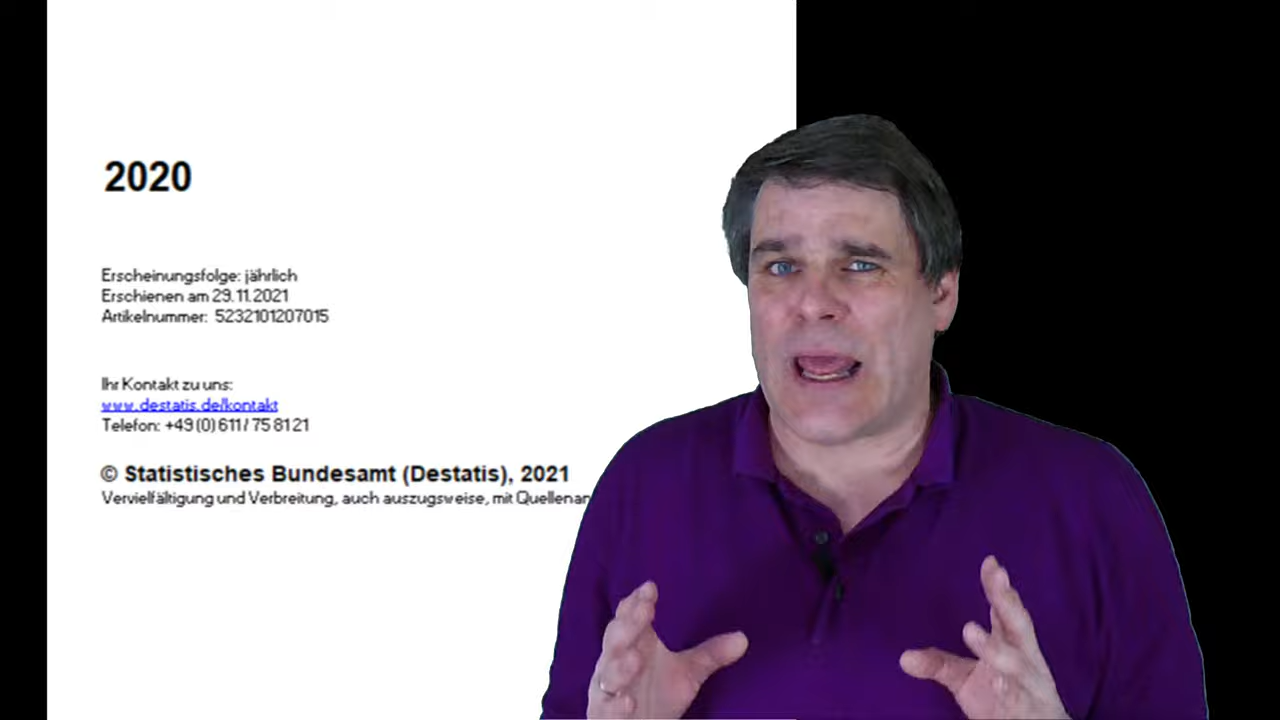 2020
Erscheinungsfolge: jährlich
Erschienen am 29.11.2021
Artikelnummer: 5232101207015
Ihr Kontakt zu uns:
www.destatis.de/kontakt
Telefon: +49 (0) 611 / 75 81 21
© Statistisches Bundesamt (Destatis), 2021
Vervielfältigung und Verbreitung, auch auszugsweise, mit Quellenan